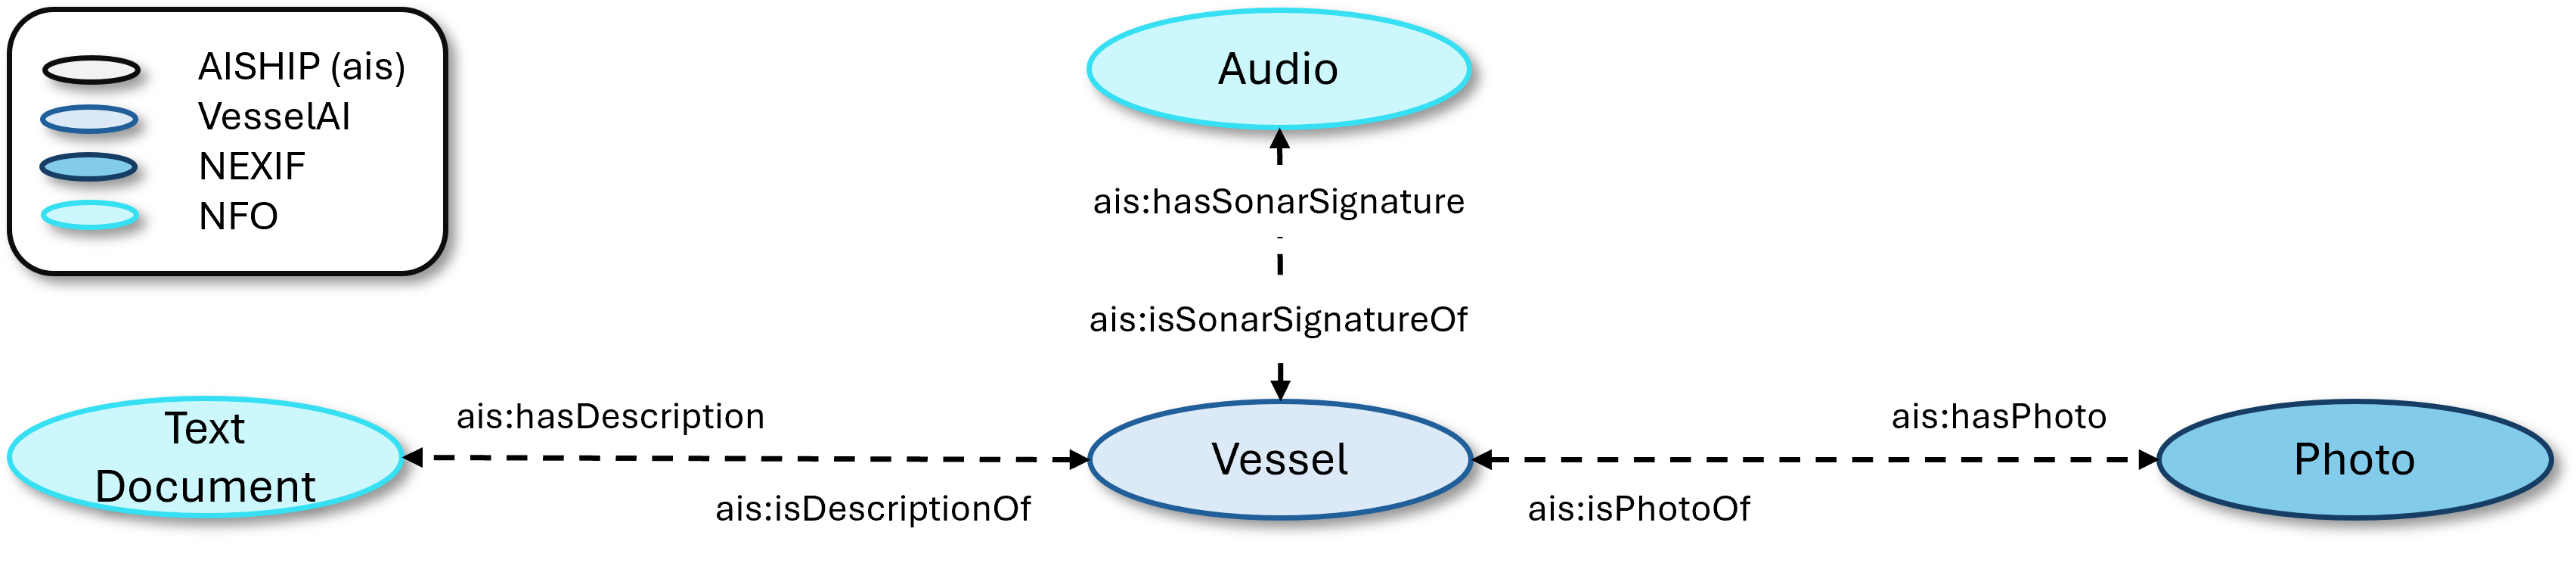 AISHIP (ais)
VesselAI
NEXIF
NFO
Audio
ais:hasSonarSignature
ais:isSonarSignatureOf
Text
Document
ais:hasDescription
ais:isDescriptionOf
Vessel
ais:hasPhoto
ais:isPhotoOf
Photo